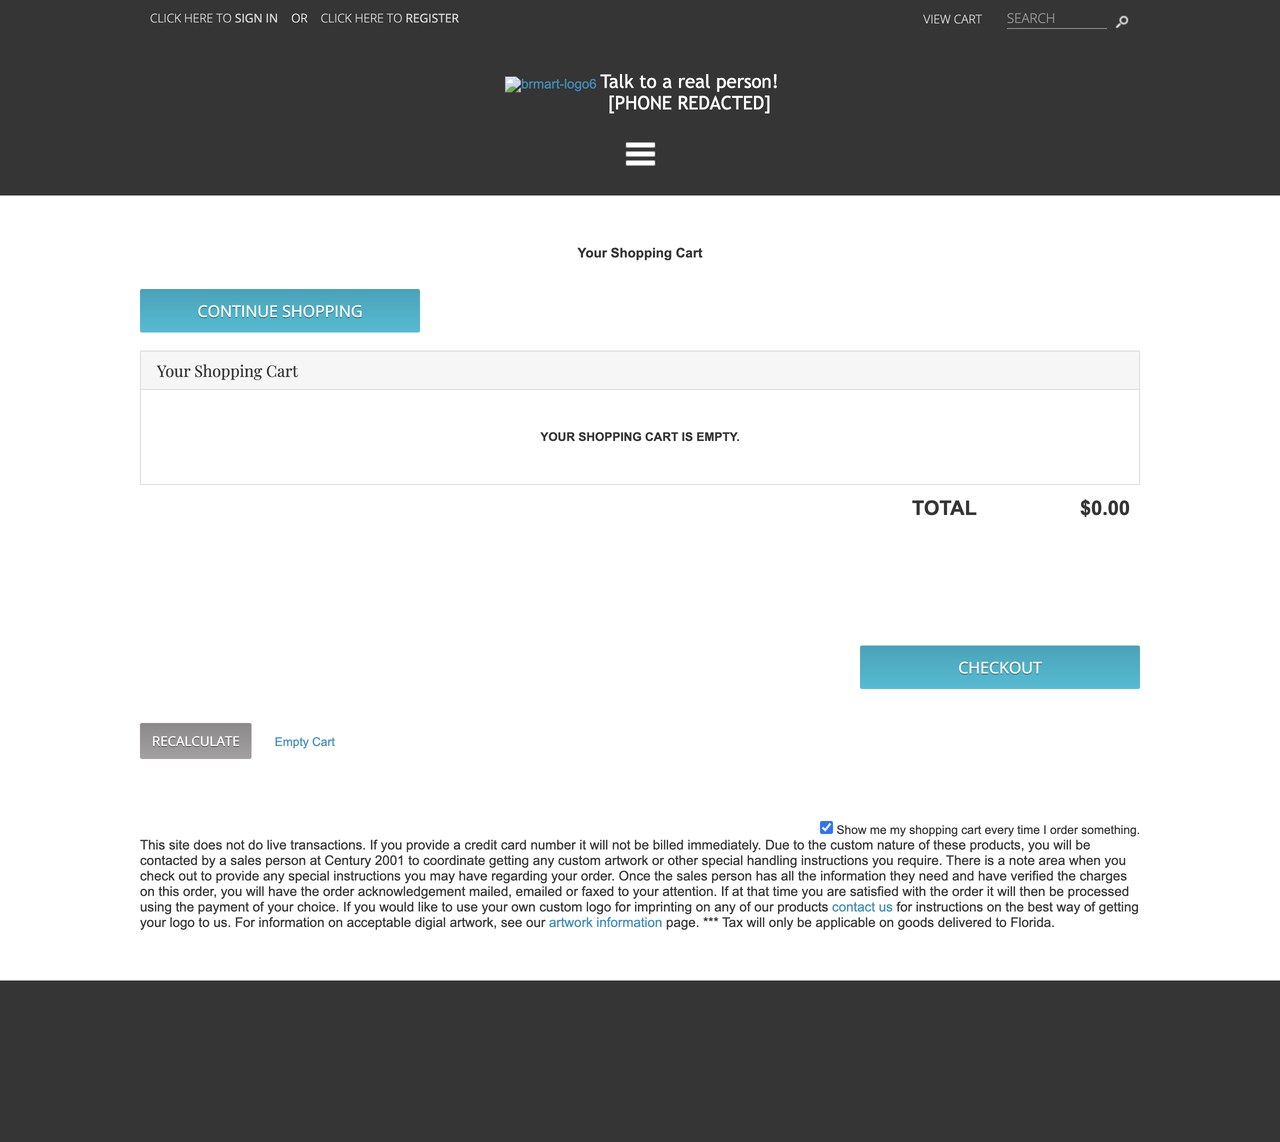 CLICK HERE TO SIGN IN OR CLICK HERE TO REGISTER
VIEW CART
SEARCH
brmart-logo6
Talk to a real person!
[PHONE REDACTED]
Your Shopping Cart
CONTINUE SHOPPING
Your Shopping Cart
YOUR SHOPPING CART IS EMPTY.
TOTAL $0.00
CHECKOUT
RECALCULATE
Empty Cart
Show me my shopping cart every time I order something.
This site does not do live transactions. If you provide a credit card number it will not be billed immediately. Due to the custom nature of these products, you will be
contacted by a sales person at Century 2001 to coordinate getting any custom artwork or other special handling instructions you require. There is a note area when you
check out to provide any special instructions you may have regarding your order. Once the sales person has all the information they need and have verified the charges
on this order, you will have the order acknowledgement mailed, emailed or faxed to your attention. If at that time you are satisfied with the order it will then be processed
using the payment of your choice. If you would like to use your own custom logo for imprinting on any of our products contact us for instructions on the best way of getting
your logo to us. For information on acceptable digial artwork, see our artwork information page. *** Tax will only be applicable on goods delivered to Florida.